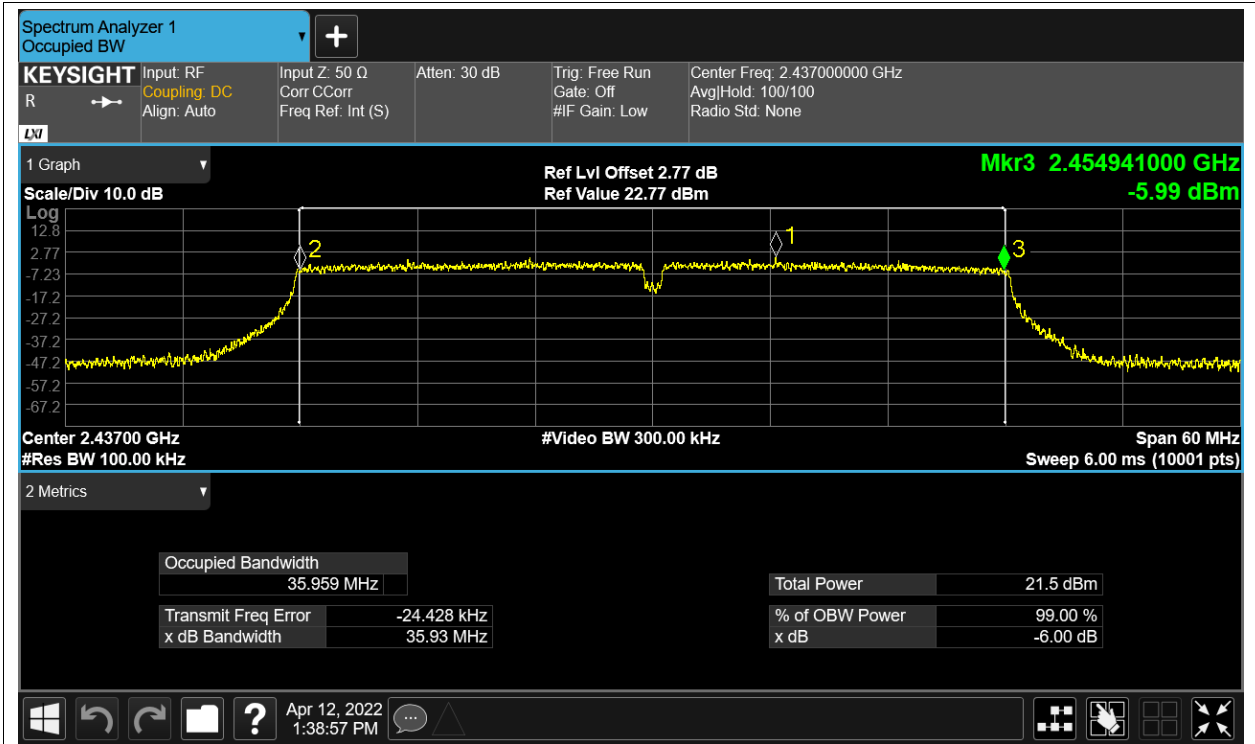 Spectrum Analyzer 1
Occupied BW
KEYSIGHT
R
LXI
Input: RF
Coupling: DC
Align: Auto
Input Z: 50 Ω
Corr CCorr
Freq Ref: Int (S)
Atten: 30 dB
Trig: Free Run
Gate: Off
#IF Gain: Low
Center Freq: 2.437000000 GHz
Avg|Hold: 100/100
Radio Std: None
1 Graph
Scale/Div 10.0 dB
Ref Lvl Offset 2.77 dB
Ref Value 22.77 dBm
Mkr3 2.454941000 GHz
-5.99 dBm
Log
12.8
2.77
-7.23
-17.2
-27.2
-37.2
-47.2
-57.2
-67.2
2
1
3
Center 2.43700 GHz
#Res BW 100.00 kHz
#Video BW 300.00 kHz
Span 60 MHz
Sweep 6.00 ms (10001 pts)
2 Metrics
Occupied Bandwidth
35.959 MHz
Transmit Freq Error -24.428 kHz
x dB Bandwidth 35.93 MHz
Total Power 21.5 dBm
% of OBW Power 99.00 %
x dB -6.00 dB
?
Apr 12, 2022
1:38:57 PM